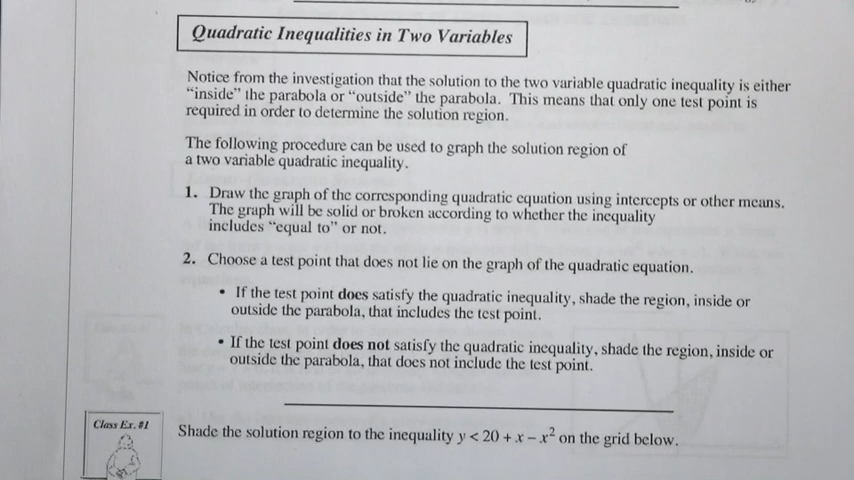 Quadratic Inequalities in Two Variables
Notice from the investigation that the solution to the two variable quadratic inequality is either
“inside” the parabola or “outside” the parabola. This means that only one test point is
required in order to determine the solution region.
The following procedure can be used to graph the solution region of
a two variable quadratic inequality.
1. Draw the graph of the corresponding quadratic equation using intercepts or other means.
The graph will be solid or broken according to whether the inequality
includes “equal to” or not.
2. Choose a test point that does not lie on the graph of the quadratic equation.
• If the test point does satisfy the quadratic inequality, shade the region, inside or
outside the parabola, that includes the test point.
• If the test point does not satisfy the quadratic inequality, shade the region, inside or
outside the parabola, that does not include the test point.
Class Ex. #1
Shade the solution region to the inequality y < 20 + x − x² on the grid below.